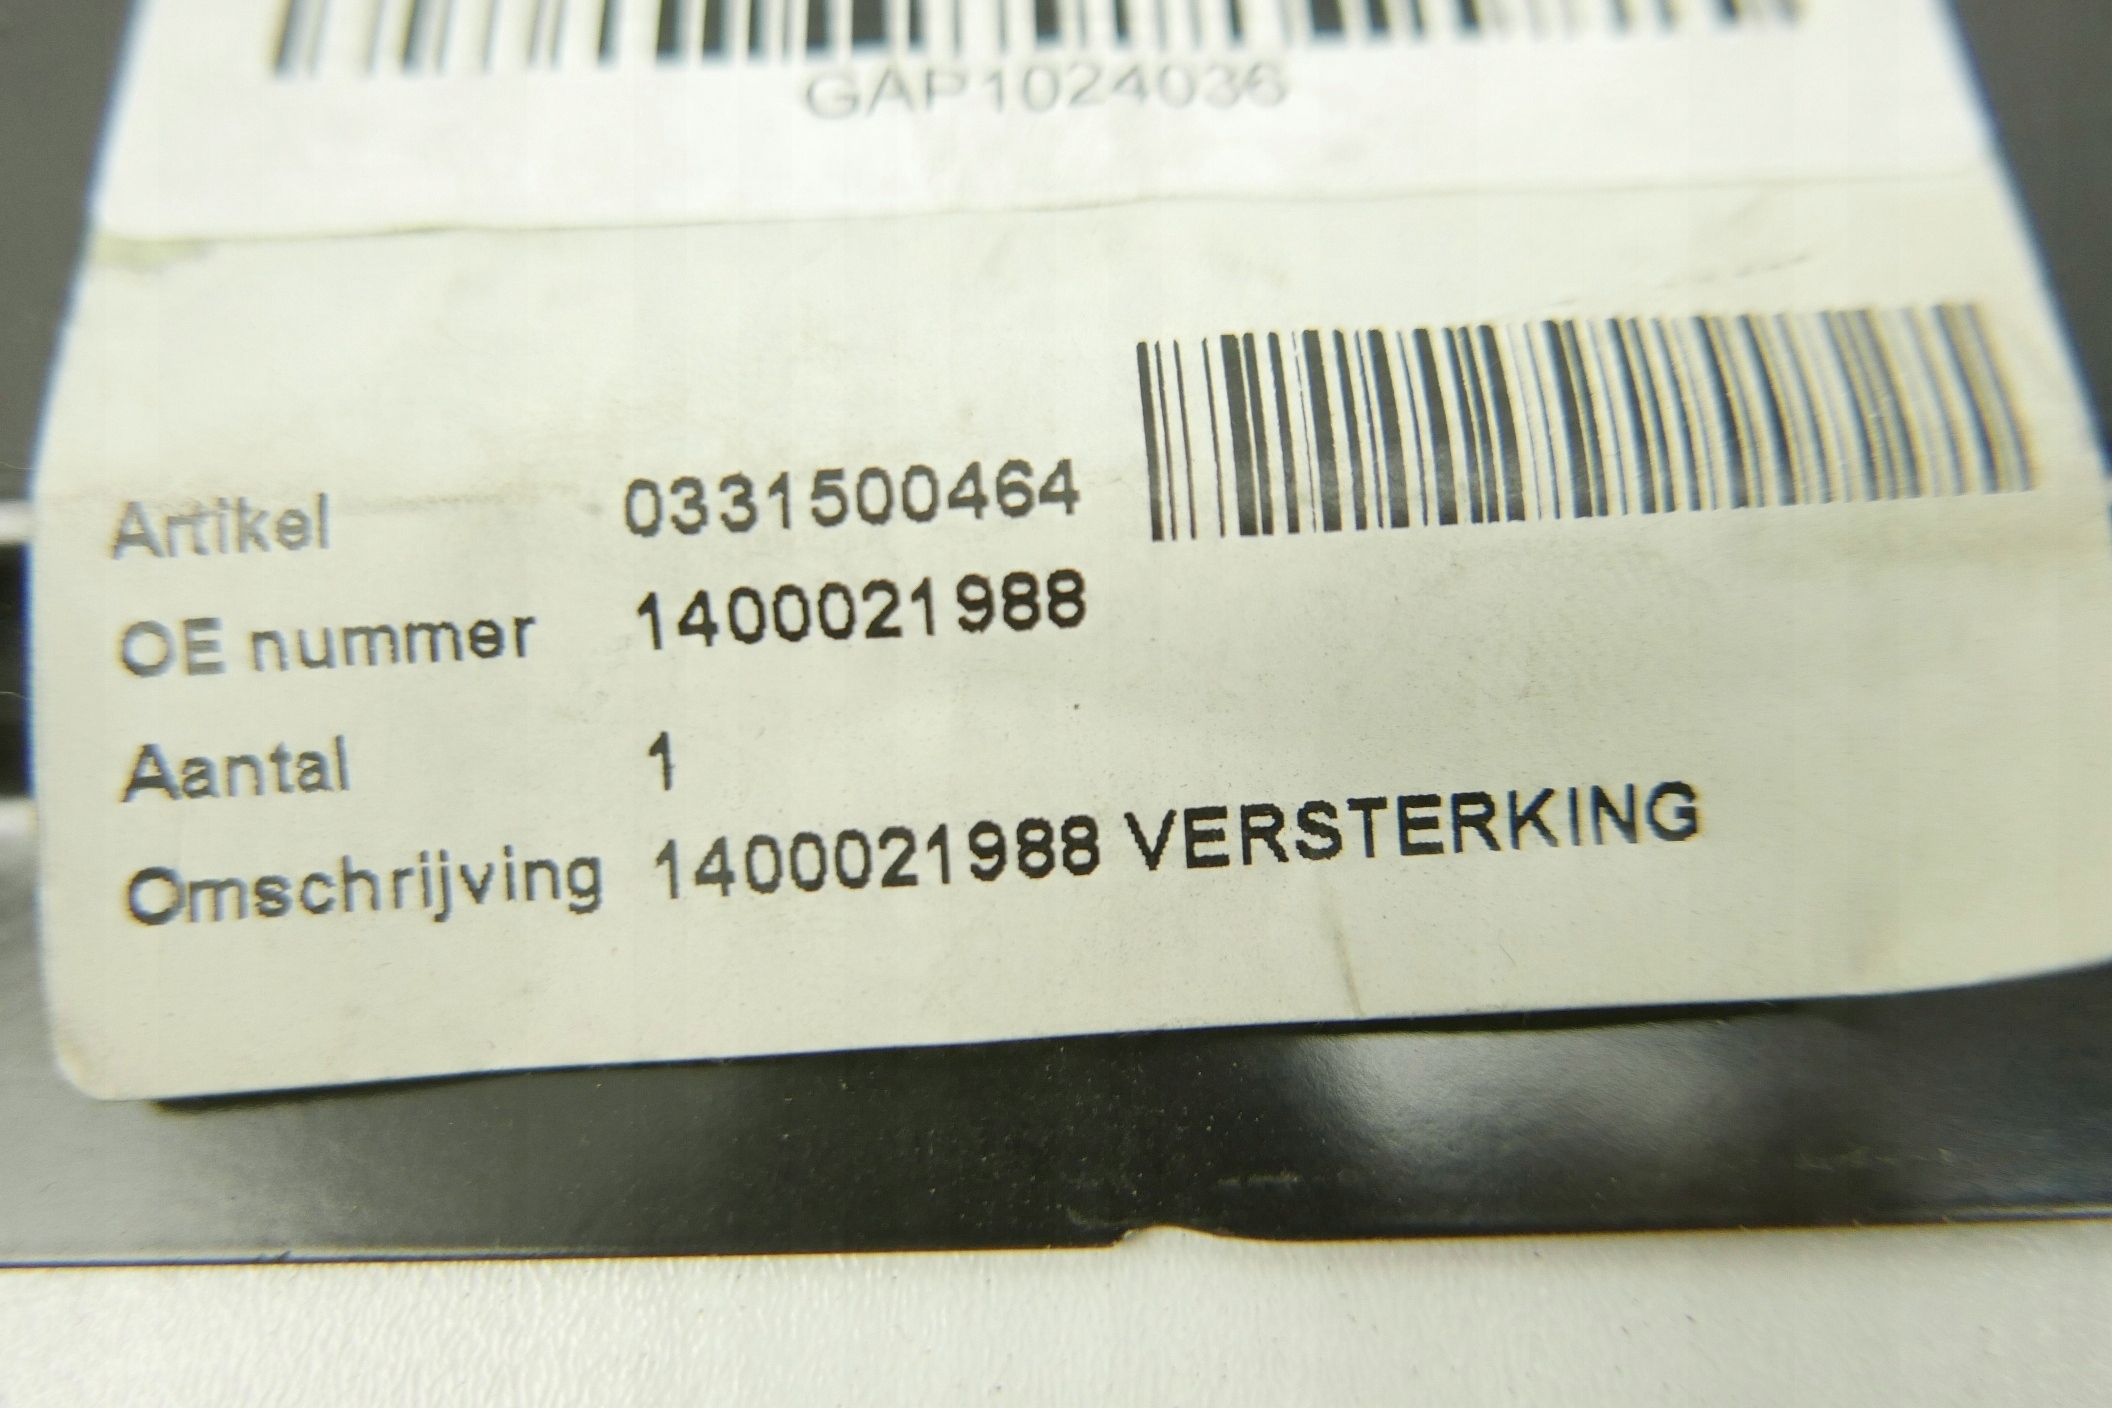 GAP1024036
Artikel 0331500464
OE nummer 1400021988
Aantal 1
Omschrijving 1400021988 VERSTERKING